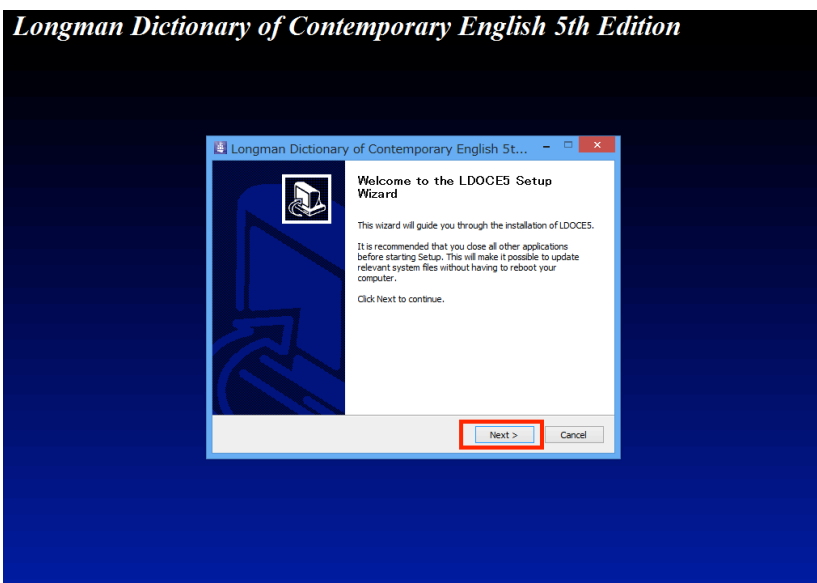 Longman Dictionary of Contemporary English 5th Edition
Longman Dictionary of Contemporary English 5t...
Welcome to the LDOCE5 Setup
Wizard
This wizard will guide you through the installation of LDOCE5.
It is recommended that you close all other applications
before starting Setup. This will make it possible to update
relevant system files without having to reboot your
computer.
Click Next to continue.
Next >
Cancel